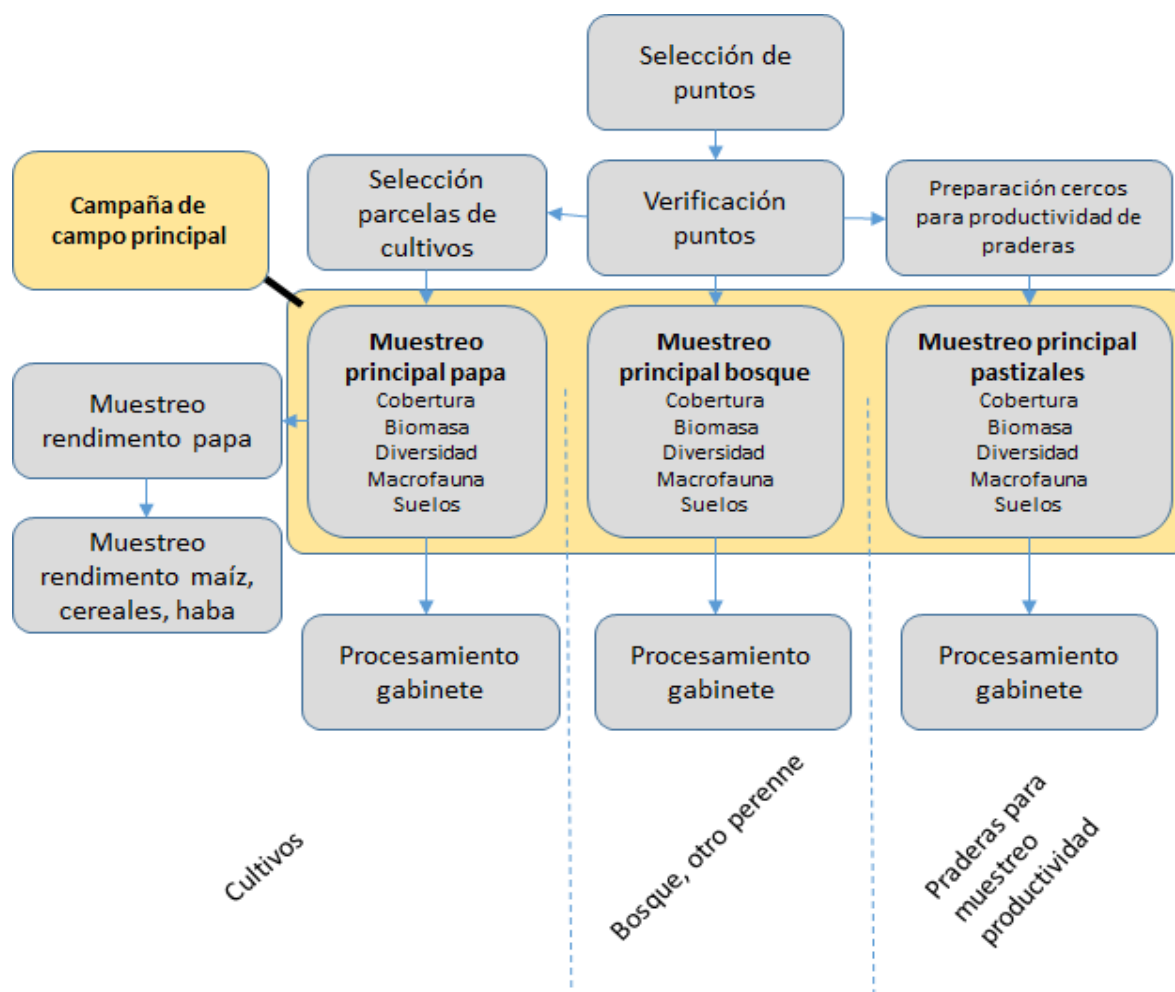 Selección de
puntos
Campaña de
campo principal
Selección
parcelas de
cultivos
Verificación
puntos
Preparación cercos
para productividad de
praderas
Muestreo
principal papa
Cobertura
Biomasa
Diversidad
Macrofauna
Suelos
Muestreo
principal bosque
Cobertura
Biomasa
Diversidad
Macrofauna
Suelos
Muestreo principal
pastizales
Cobertura
Biomasa
Diversidad
Macrofauna
Suelos
Muestreo
rendimento papa
Muestreo
rendimento maíz,
cereales, haba
Procesamiento
gabinete
Procesamiento
gabinete
Procesamiento
gabinete
Cultivos
Bosque, otro perenne
Praderas para
muestreo
productividad